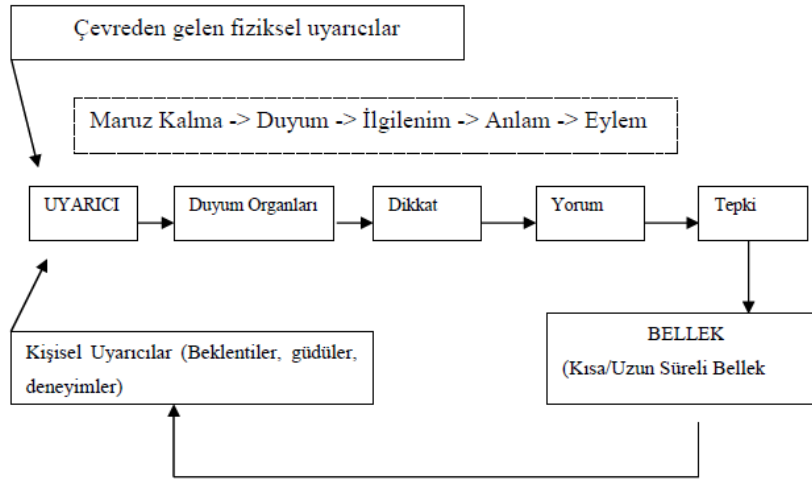 Çevreden gelen fiziksel uyarıcılar
Maruz Kalma -> Duyum -> İlgilenim -> Anlam -> Eylem
UYARICI
Duyum Organları
Dikkat
Yorum
Tepki
Kişisel Uyarıcılar (Beklentiler, güdüler,
deneyimler)
BELLEK
(Kısa/Uzun Süreli Bellek